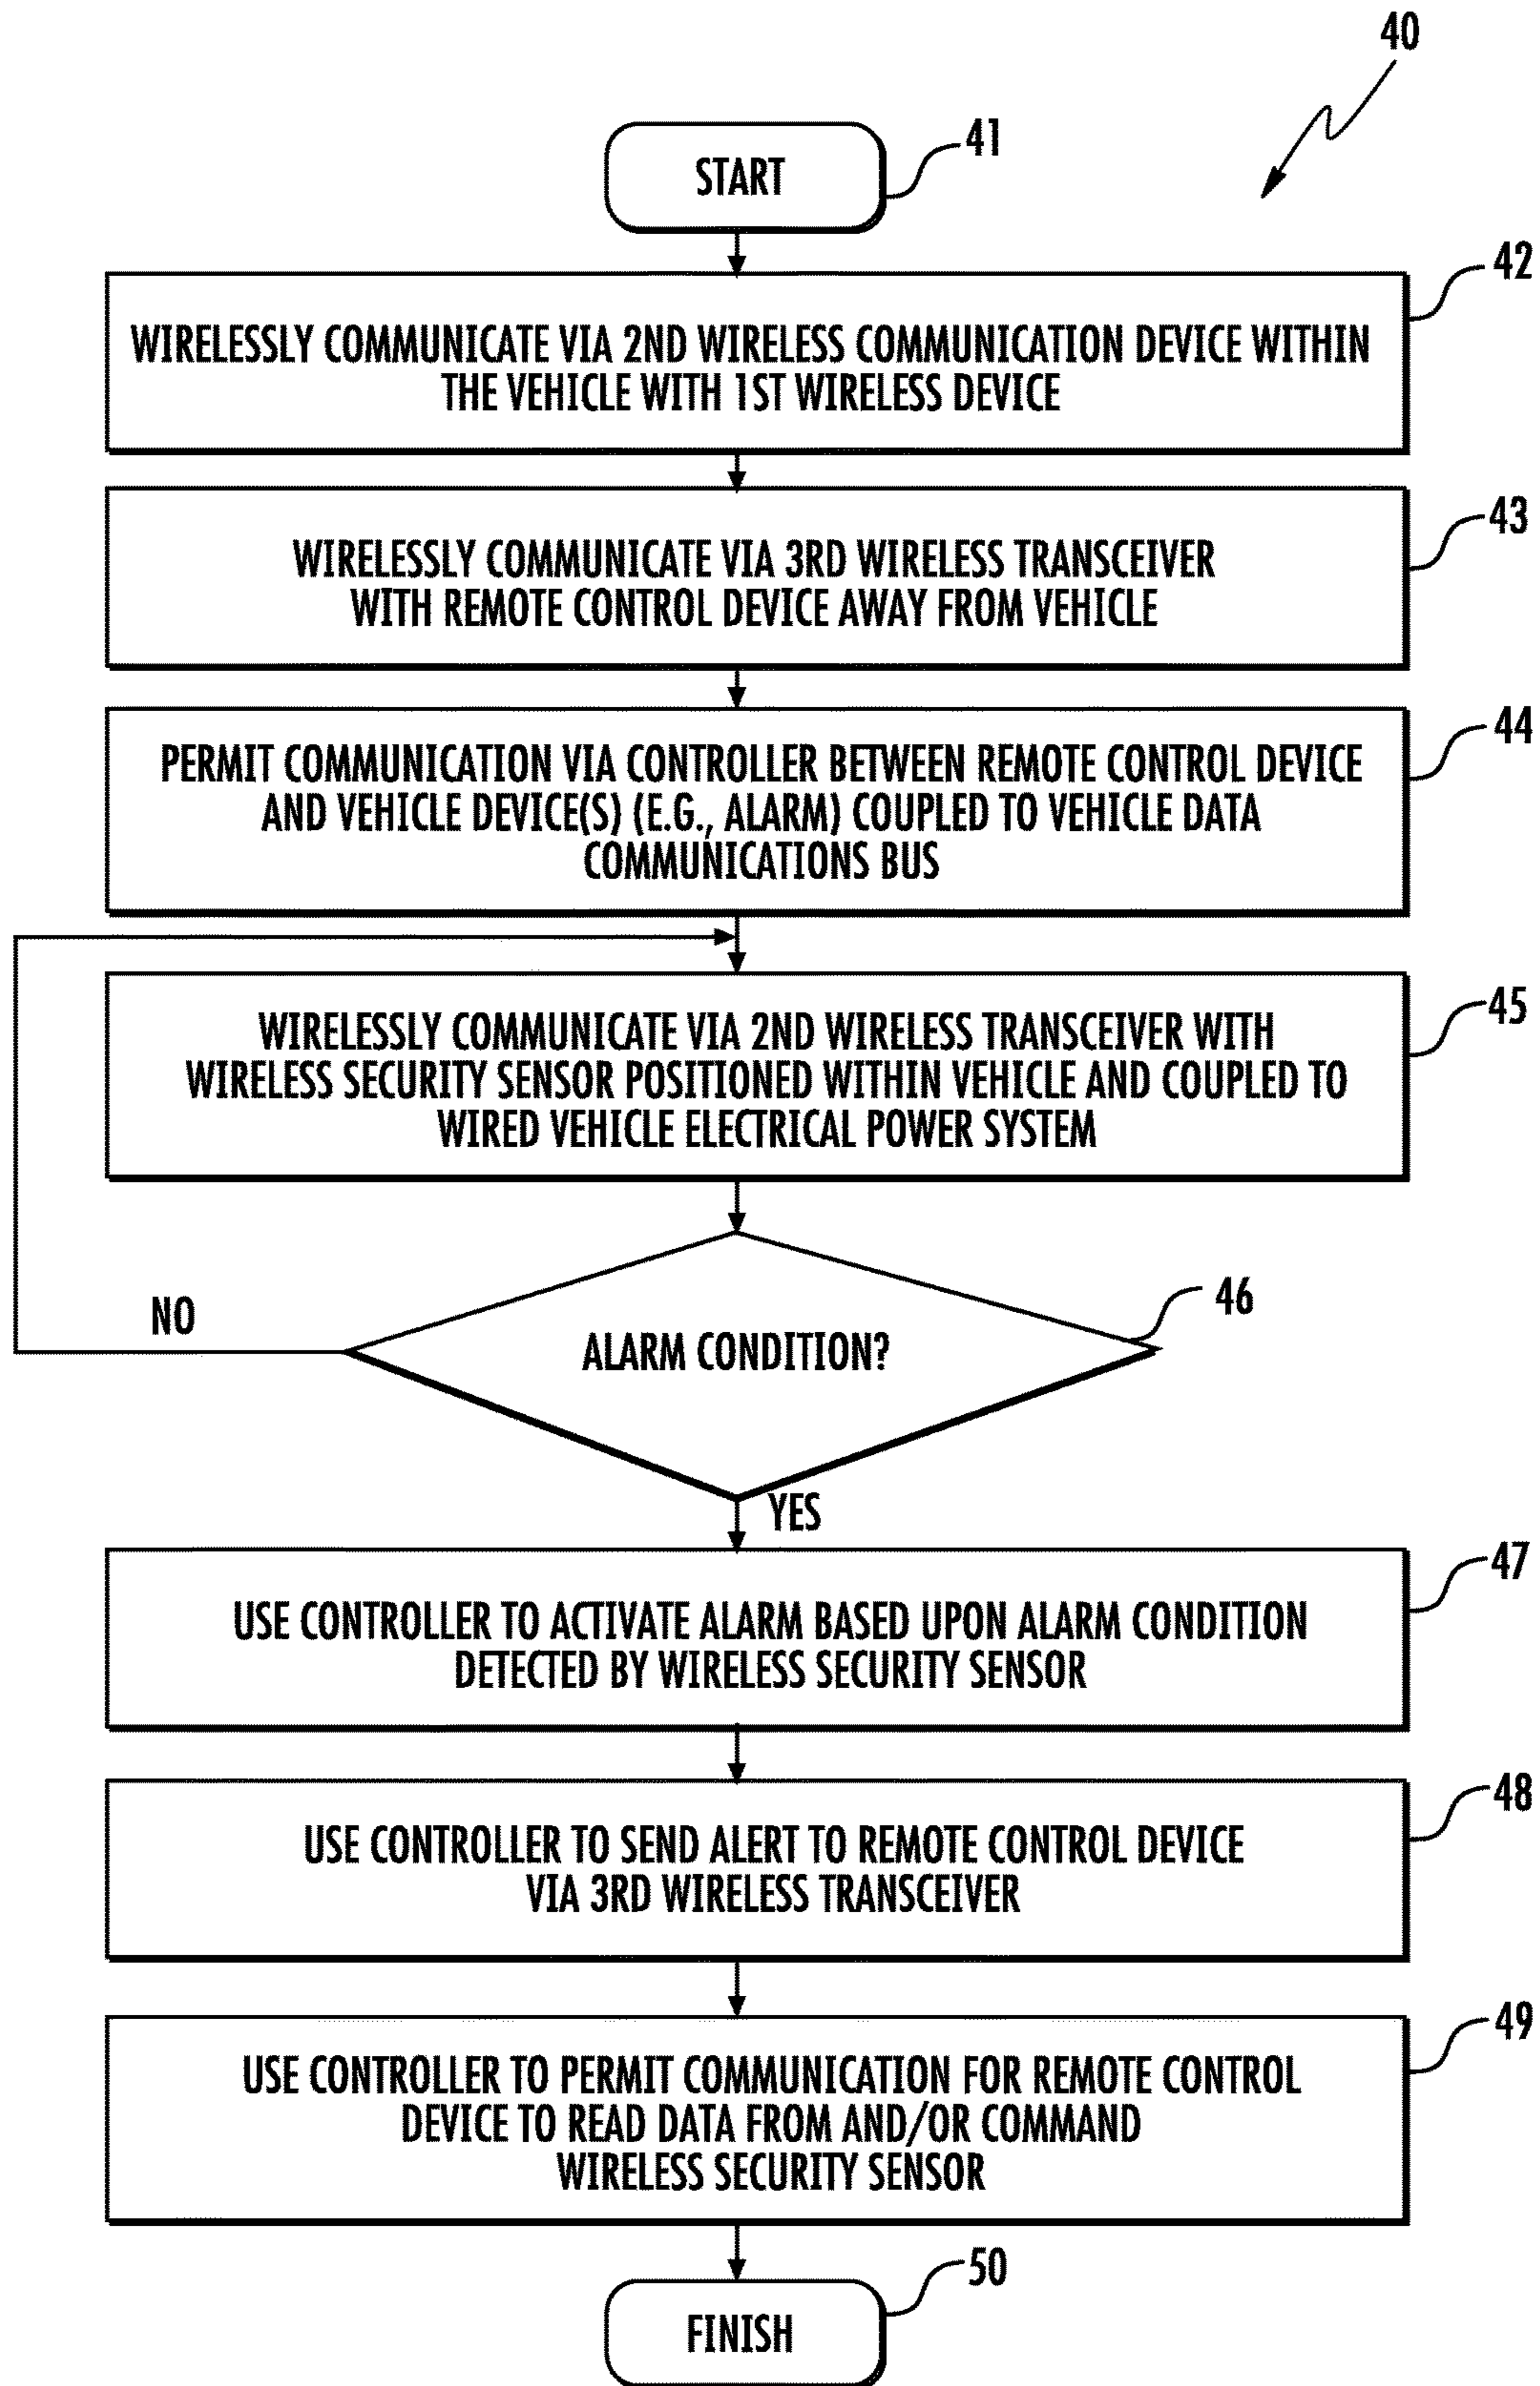 40
START
41
42
WIRELESSLY COMMUNICATE VIA 2ND WIRELESS COMMUNICATION DEVICE WITHIN
THE VEHICLE WITH 1ST WIRELESS DEVICE
43
WIRELESSLY COMMUNICATE VIA 3RD WIRELESS TRANSCEIVER
WITH REMOTE CONTROL DEVICE AWAY FROM VEHICLE
44
PERMIT COMMUNICATION VIA CONTROLLER BETWEEN REMOTE CONTROL DEVICE
AND VEHICLE DEVICE(S) (E.G., ALARM) COUPLED TO VEHICLE DATA
COMMUNICATIONS BUS
45
WIRELESSLY COMMUNICATE VIA 2ND WIRELESS TRANSCEIVER WITH
WIRELESS SECURITY SENSOR POSITIONED WITHIN VEHICLE AND COUPLED TO
WIRED VEHICLE ELECTRICAL POWER SYSTEM
46
NO
ALARM CONDITION?
YES
47
USE CONTROLLER TO ACTIVATE ALARM BASED UPON ALARM CONDITION
DETECTED BY WIRELESS SECURITY SENSOR
48
USE CONTROLLER TO SEND ALERT TO REMOTE CONTROL DEVICE
VIA 3RD WIRELESS TRANSCEIVER
49
USE CONTROLLER TO PERMIT COMMUNICATION FOR REMOTE CONTROL
DEVICE TO READ DATA FROM AND/OR COMMAND
WIRELESS SECURITY SENSOR
50
FINISH